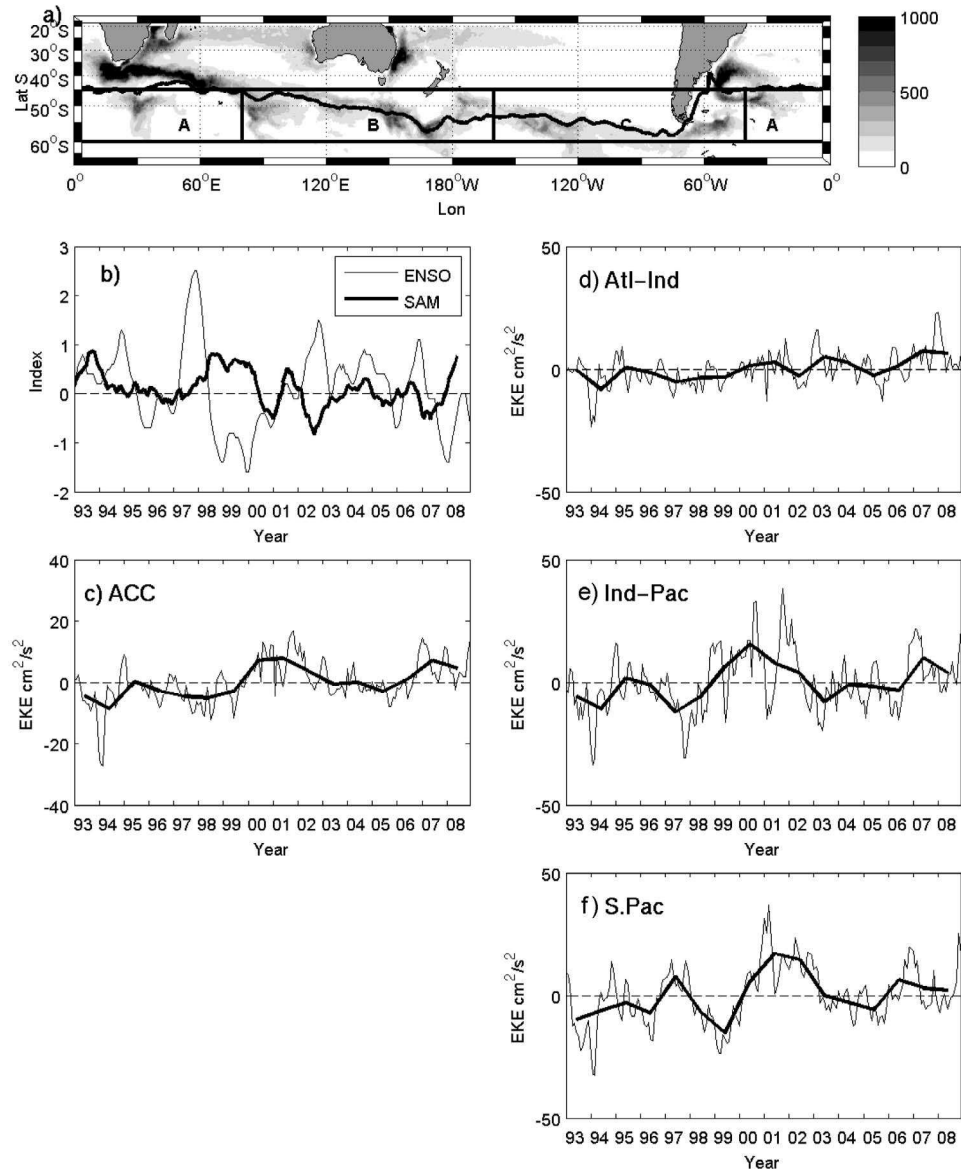 a)
20°S
30°S
40°S
50°S
60°S
Lat S
A
B
C
A
0°
60°E
120°E
180°W
120°W
60°W
0°
Lon
1000
500
0
b)
ENSO
SAM
3
2
1
0
-1
-2
Index
93 94 95 96 97 98 99 00 01 02 03 04 05 06 07 08
Year
d) Atl-Ind
50
0
-50
EKE cm²/s²
93 94 95 96 97 98 99 00 01 02 03 04 05 06 07 08
Year
c) ACC
40
20
0
-20
-40
EKE cm²/s²
93 94 95 96 97 98 99 00 01 02 03 04 05 06 07 08
Year
e) Ind-Pac
50
0
-50
EKE cm²/s²
93 94 95 96 97 98 99 00 01 02 03 04 05 06 07 08
Year
f) S.Pac
50
0
-50
EKE cm²/s²
93 94 95 96 97 98 99 00 01 02 03 04 05 06 07 08
Year